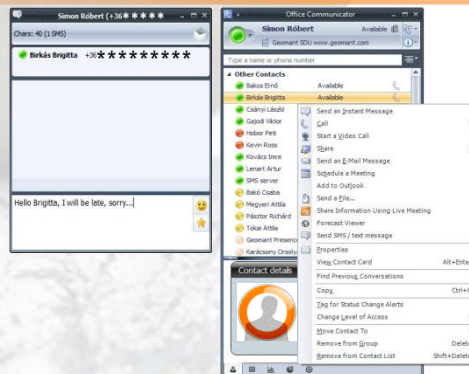 Simon Róbert (+36✱✱✱✱✱
Chars: 40 (1 SMS)
Birkás Brigitta +36✱✱✱✱✱✱✱✱✱
Hello Brigitta, I will be late, sorry...
Office Communicator
Simon Róbert Available
Geomant SDU www.geomant.com
Type a name or phone number
Other Contacts
Bakos Ernő Available
Birkás Brigitta Available
Csányi László
Gajodi Viktor
Hobor Peti
Kevin Ross
Kovács Imre
Lenart Artur
SMS server
Bakó Csaba
Megyeri Attila
Pásztor Richárd
Tokai Attila
Geomant Presenc
Karácsony Orsoly
Contact details
Send an Instant Message
Call
Start a Video Call
Share
Send an E-Mail Message
Schedule a Meeting
Add to Outlook
Send a File...
Share Information Using Live Meeting
Forecast Viewer
Send SMS / text message
Properties
View Contact Card Alt+Ente
Find Previous Conversations
Copy Ctrl+
Tag for Status Change Alerts
Change Level of Access
Move Contact To
Remove from Group Delet
Remove from Contact List Shift+Delet